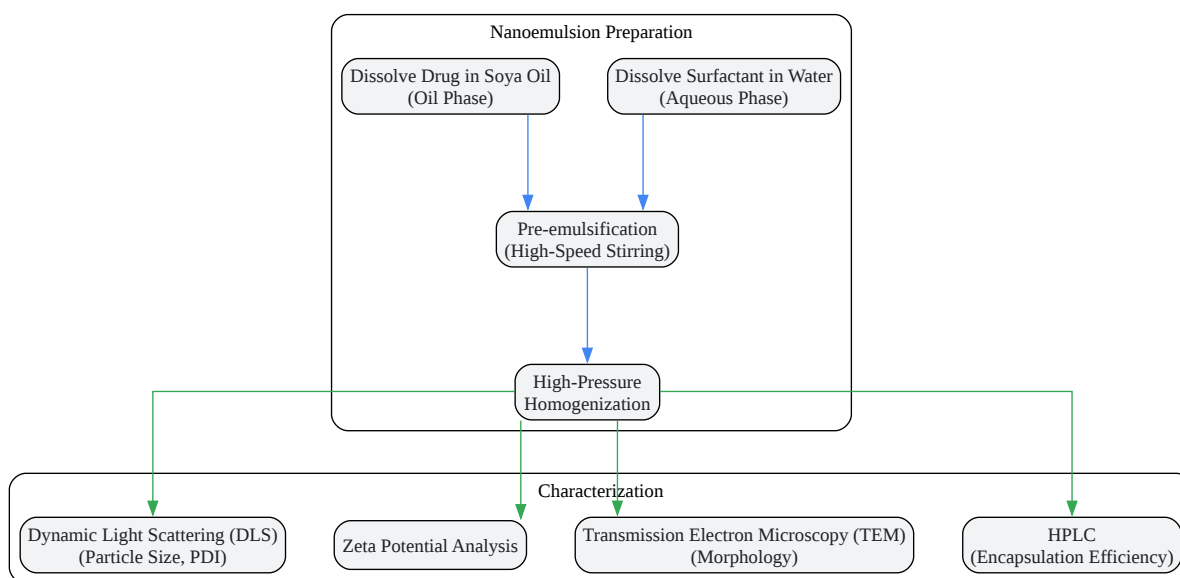 Nanoemulsion Preparation
Dissolve Drug in Soya Oil
(Oil Phase)
Dissolve Surfactant in Water
(Aqueous Phase)
Pre-emulsification
(High-Speed Stirring)
High-Pressure
Homogenization
Characterization
Dynamic Light Scattering (DLS)
(Particle Size, PDI)
Zeta Potential Analysis
Transmission Electron Microscopy (TEM)
(Morphology)
HPLC
(Encapsulation Efficiency)